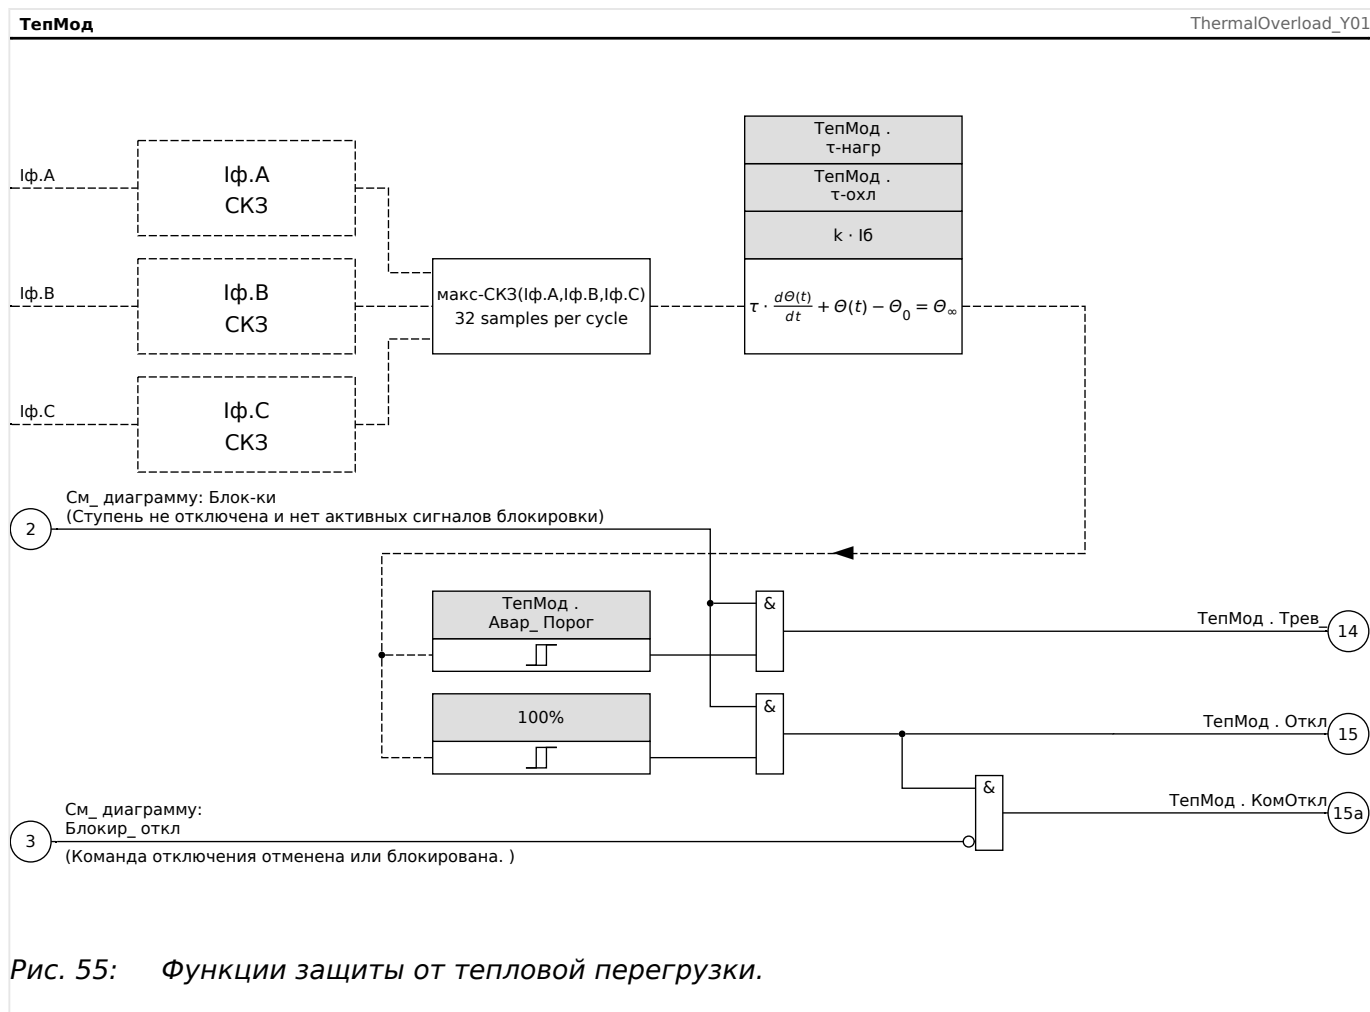 ТепМод
ThermalOverload_Y01
ТепМод .
τ-нагр
ТепМод .
τ-охл
k · Iб
τ · dΘ(t)/dt + Θ(t) − Θ₀ = Θ∞
Iф.A
Iф.A
СКЗ
Iф.B
Iф.B
СКЗ
макс-СКЗ(Iф.A,Iф.B,Iф.C)
32 samples per cycle
Iф.C
Iф.C
СКЗ
См_ диаграмму: Блок-ки
(Ступень не отключена и нет активных сигналов блокировки)
2
ТепМод .
Авар_ Порог
&
ТепМод . Трев_
14
100%
&
ТепМод . Откл
15
&
ТепМод . КомОткл
15a
См_ диаграмму:
Блокир_ откл
3
(Команда отключения отменена или блокирована. )
Рис. 55: Функции защиты от тепловой перегрузки.